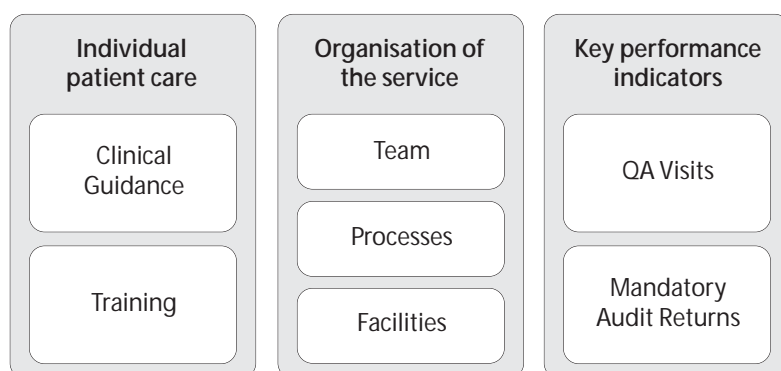 Individual
patient care
Clinical
Guidance
Training
Organisation of
the service
Team
Processes
Facilities
Key performance
indicators
QA Visits
Mandatory
Audit Returns